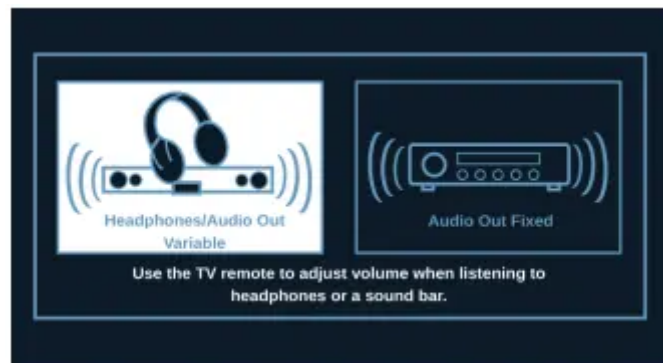 Headphones/Audio Out
Variable
Audio Out Fixed
Use the TV remote to adjust volume when listening to
headphones or a sound bar.